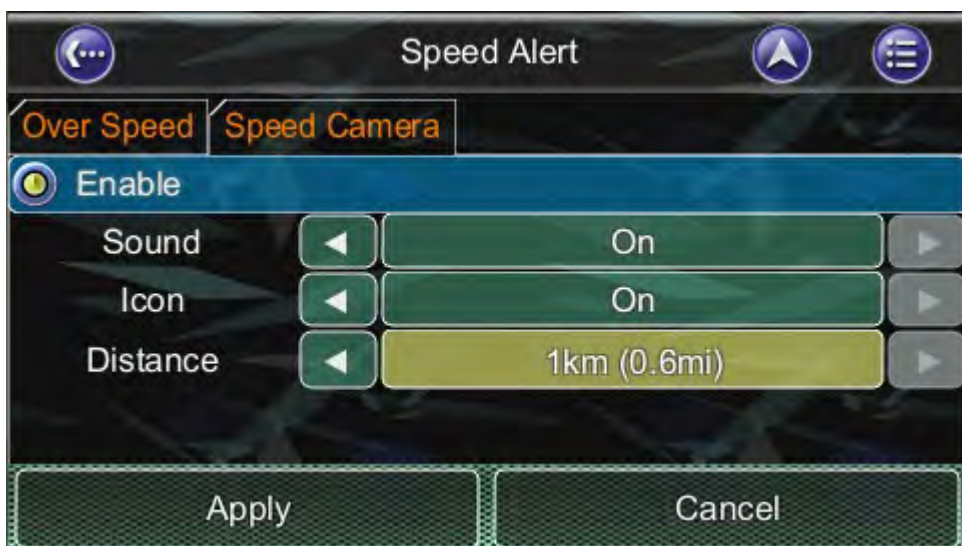 Speed Alert
Over Speed Speed Camera
Enable
Sound On
Icon On
Distance 1km (0.6mi)
Apply Cancel